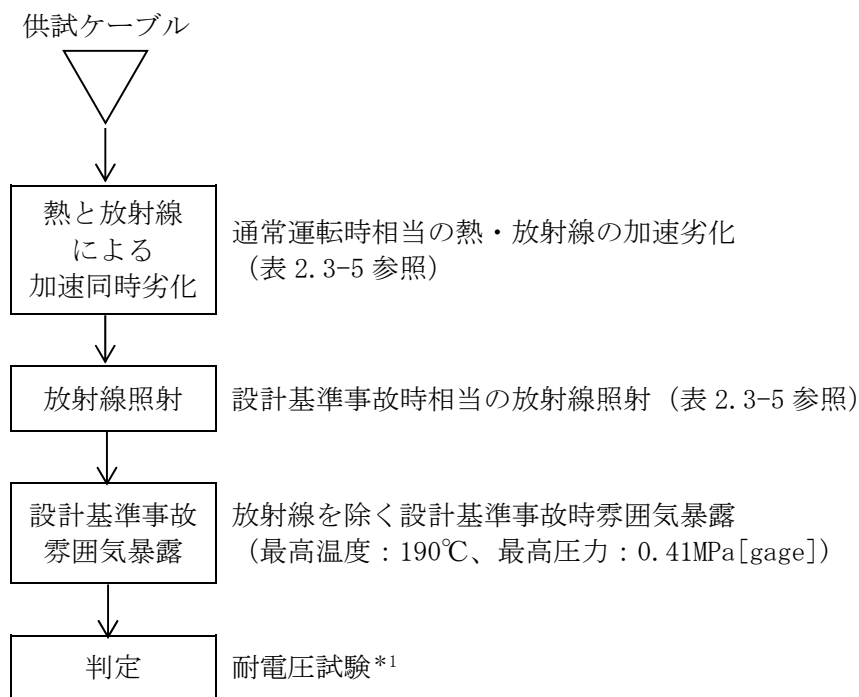 供試ケーブル
熱と放射線
による
加速同時劣化
通常運転時相当の熱・放射線の加速劣化
(表 2.3-5 参照)
放射線照射
設計基準事故時相当の放射線照射 (表 2.3-5 参照)
設計基準事故
雰囲気暴露
放射線を除く設計基準事故時雰囲気暴露
(最高温度：190℃、最高圧力：0.41MPa[gage])
判定
耐電圧試験*1